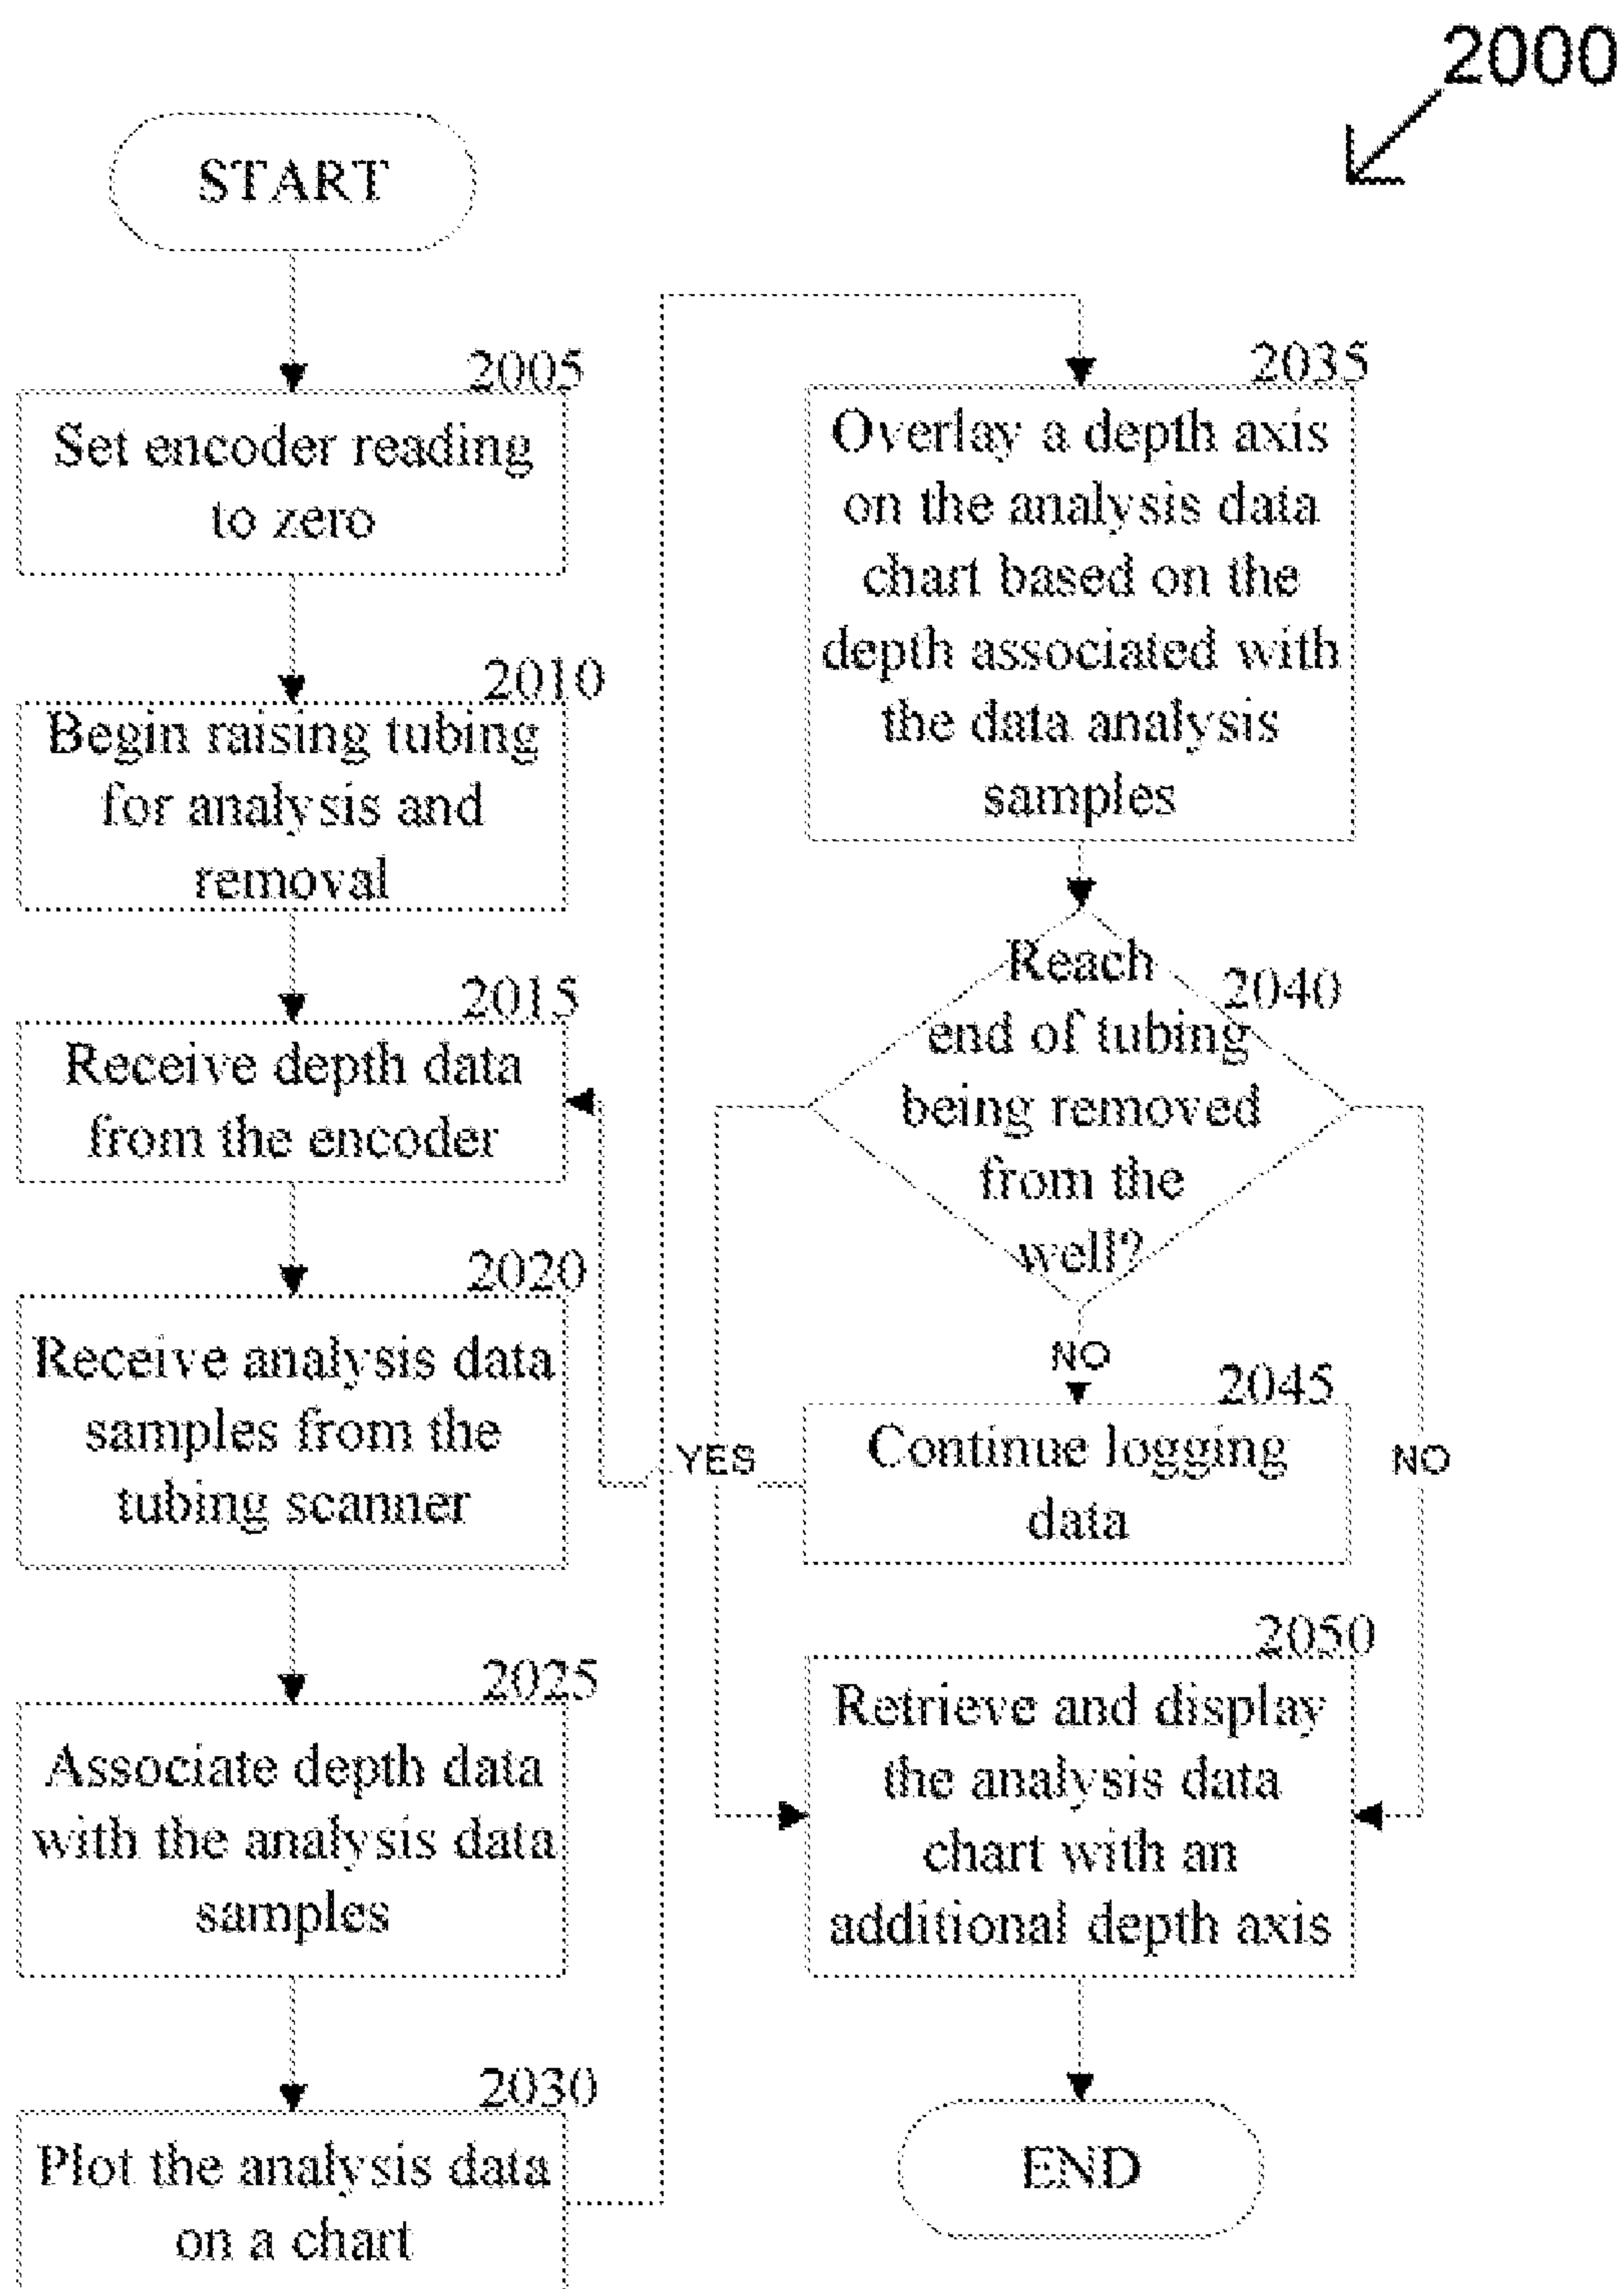 2000
START
2005
Set encoder reading
to zero
2010
Begin raising tubing
for analysis and
removal
2015
Receive depth data
from the encoder
2020
Receive analysis data
samples from the
tubing scanner
2025
Associate depth data
with the analysis data
samples
2030
Plot the analysis data
on a chart
2035
Overlay a depth axis
on the analysis data
chart based on the
depth associated with
the data analysis
samples
2040
Reach
end of tubing
being removed
from the
well?
NO
YES
NO
2045
Continue logging
data
2050
Retrieve and display
the analysis data
chart with an
additional depth axis
END